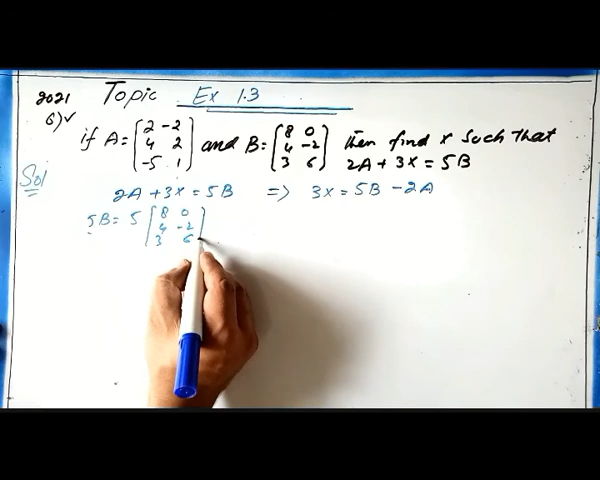 2021 Topic Ex 1.3
6)✓ if A = [2 -2; 4 2; -5 1] and B = [8 0; 4 -2; 3 6] then find x such that
2A + 3X = 5B
Sol
2A + 3X = 5B => 3X = 5B - 2A
5B = 5 [8 0; 4 -2; 3 6]